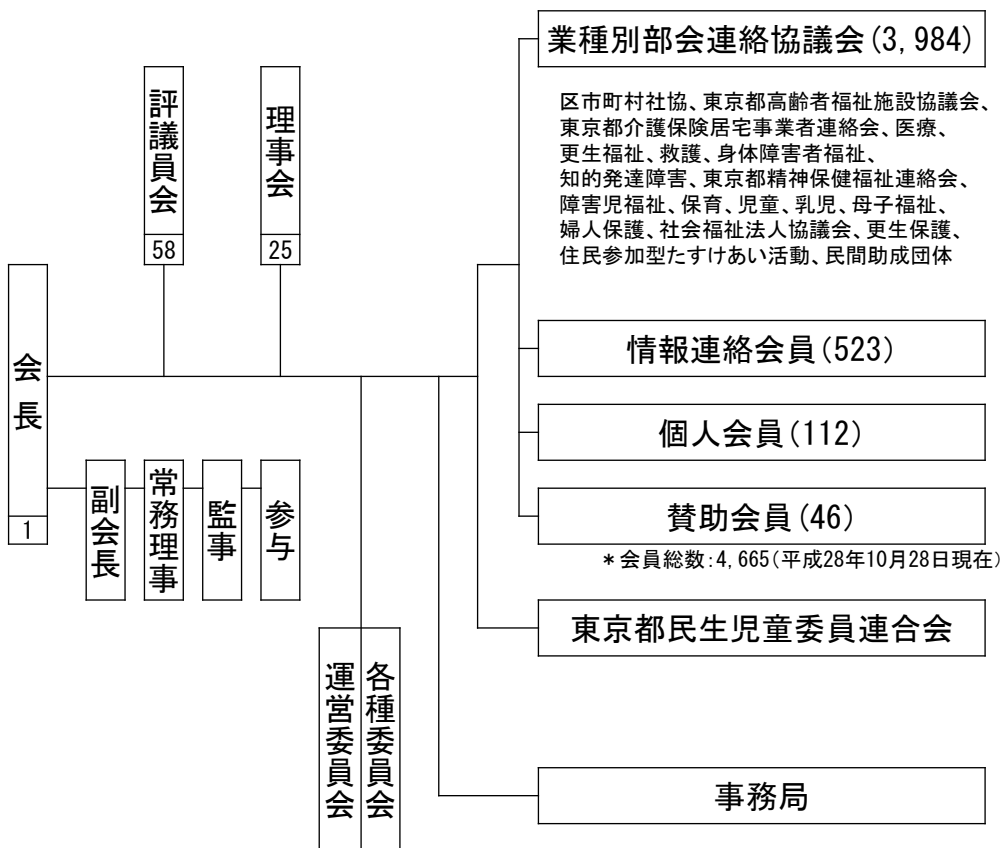 業種別部会連絡協議会(3,984)
区市町村社協、東京都高齢者福祉施設協議会、
東京都介護保険居宅事業者連絡会、医療、
更生福祉、救護、身体障害者福祉、
知的発達障害、東京都精神保健福祉連絡会、
障害児福祉、保育、児童、乳児、母子福祉、
婦人保護、社会福祉法人協議会、更生保護、
住民参加型たすけあい活動、民間助成団体
評議員会
58
理事会
25
会長
1
副会長
常務理事
監事
参与
情報連絡会員(523)
個人会員(112)
賛助会員(46)
*会員総数:4,665(平成28年10月28日現在)
東京都民生児童委員連合会
運営委員会
各種委員会
事務局